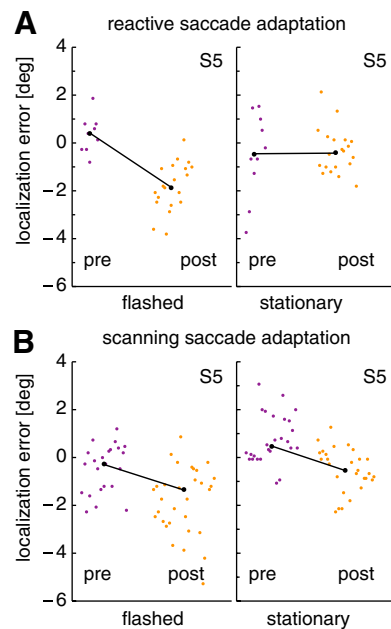 A reactive saccade adaptation
localization error [deg]
4
2
0
−2
−4
−6
S5
pre
post
flashed
S5
pre
post
stationary
B scanning saccade adaptation
localization error [deg]
4
2
0
−2
−4
−6
S5
pre
post
flashed
S5
pre
post
stationary